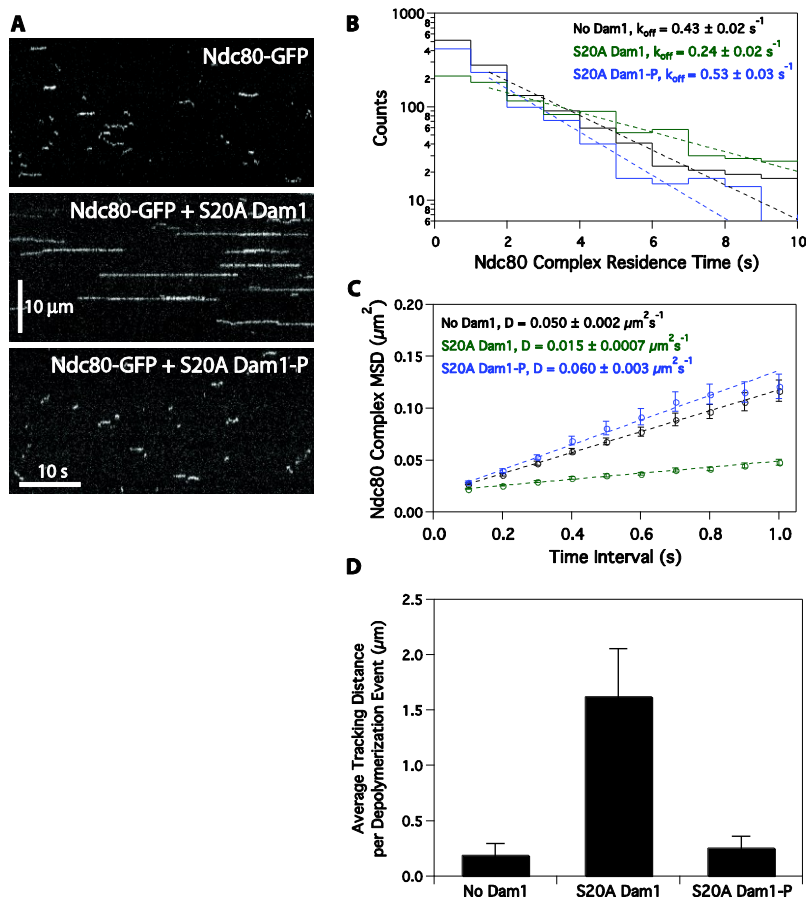 A
Ndc80-GFP
Ndc80-GFP + S20A Dam1
10 µm
Ndc80-GFP + S20A Dam1-P
10 s
B
No Dam1, koff = 0.43 ± 0.02 s-1
S20A Dam1, koff = 0.24 ± 0.02 s-1
S20A Dam1-P, koff = 0.53 ± 0.03 s-1
Counts
1000
8
6
4
2
100
8
6
4
2
10
8
6
0 2 4 6 8 10
Ndc80 Complex Residence Time (s)
C
No Dam1, D = 0.050 ± 0.002 µm2s-1
S20A Dam1, D = 0.015 ± 0.0007 µm2s-1
S20A Dam1-P, D = 0.060 ± 0.003 µm2s-1
Ndc80 Complex MSD (µm2)
0.20
0.15
0.10
0.05
0.00
0.0 0.2 0.4 0.6 0.8 1.0
Time Interval (s)
D
Average Tracking Distance
per Depolymerization Event (µm)
2.5
2.0
1.5
1.0
0.5
0.0
No Dam1 S20A Dam1 S20A Dam1-P